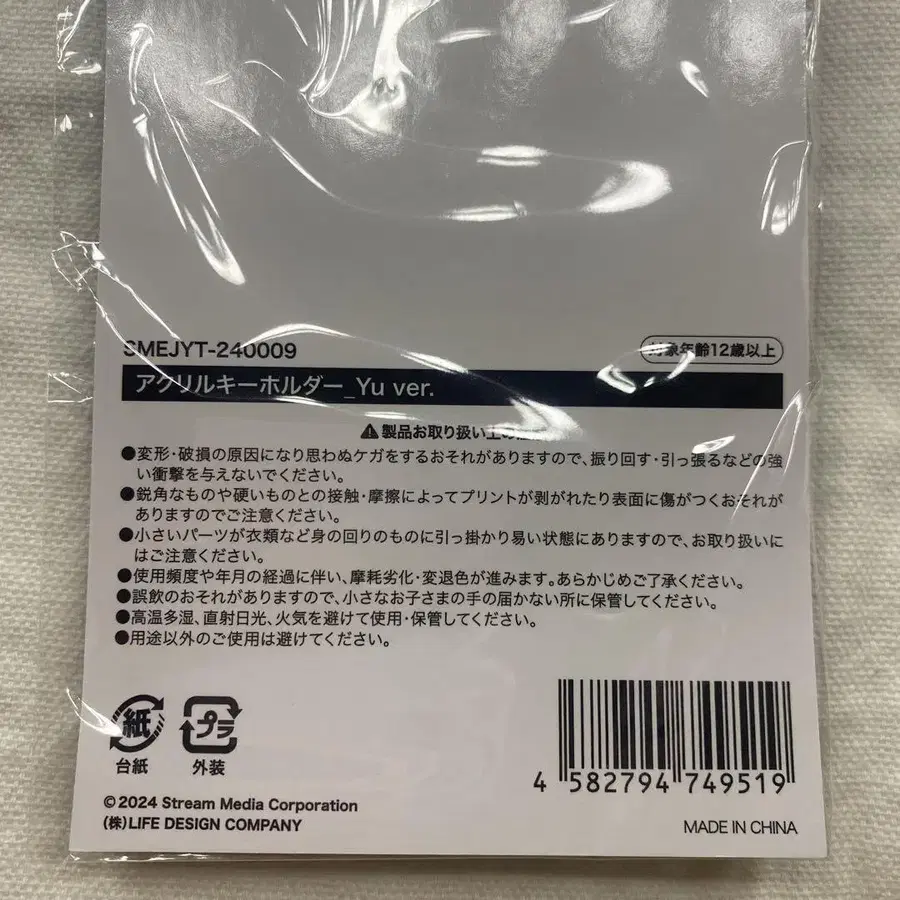 SMEJYT-240009
対象年齢12歳以上
アクリルキーホルダー_Yu ver.
製品お取り扱い上の
●変形・破損の原因になり思わぬケガをするおそれがありますので、振り回す・引っ張るなどの強
い衝撃を与えないでください。
●鋭角なものや硬いものとの接触・摩擦によってプリントが剥がれたり表面に傷がつくおそれが
ありますのでご注意ください。
●小さいパーツが衣類など身の回りのものに引っ掛かり易い状態にありますので、お取り扱いに
はご注意ください。
●使用頻度や年月の経過に伴い、摩耗劣化・変退色が進みます。あらかじめご了承ください。
●誤飲のおそれがありますので、小さなお子さまの手の届かない所に保管してください。
●高温多湿、直射日光、火気を避けて使用・保管してください。
●用途以外のご使用は避けてください。
紙
プラ
台紙
外装
4 582794 749519
©2024 Stream Media Corporation
(株)LIFE DESIGN COMPANY
MADE IN CHINA